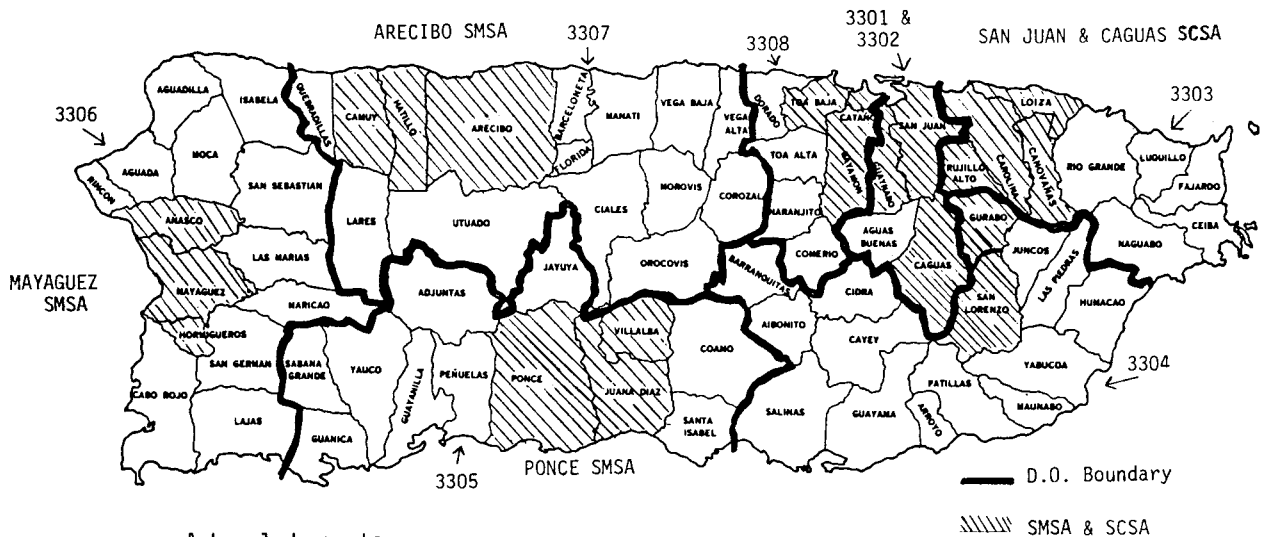 ARECIBO SMSA
3307
3308
3301 &
3302
SAN JUAN & CAGUAS SCSA
3303
3306
AGUADILLA
ISABELA
QUEBRADILLAS
CAMUY
HATILLO
ARECIBO
BARCELONETA
MANATI
VEGA BAJA
VEGA
ALTA
DORADO
TOA BAJA
CATAÑO
SAN JUAN
LOIZA
MOCA
FLORIDA
TOA ALTA
BAYAMON
GUAYNABO
RUJILLO
ALTO
CAROLINA
CANOVAÑAS
RIO GRANDE
LUQUILLO
FAJARDO
AGUADA
RINCON
SAN SEBASTIAN
LARES
UTUADO
CIALES
MOROVIS
COROZAL
NARANJITO
AÑASCO
AGUAS
BUENAS
GURABO
CEIBA
NAGUABO
LAS MARIAS
JAYUYA
OROCOVIS
BARRANQUITAS
COMERIO
CAGUAS
JUNCOS
LAS PIEDRAS
MAYAGUEZ
SMSA
MAYAGUEZ
MARICAO
ADJUNTAS
CIDRA
SAN
LORENZO
HUMACAO
HORMIGUEROS
VILLALBA
AIBONITO
SAN GERMAN
SABANA
GRANDE
YAUCO
GUAYANILLA
PEÑUELAS
PONCE
JUANA DIAZ
COAMO
CAYEY
YABUCOA
3304
CABO ROJO
PATILLAS
LAJAS
GUANICA
SANTA
ISABEL
SALINAS
GUAYAMA
ARROYO
MAUNABO
3305
PONCE SMSA
D.O. Boundary
SMSA & SCSA